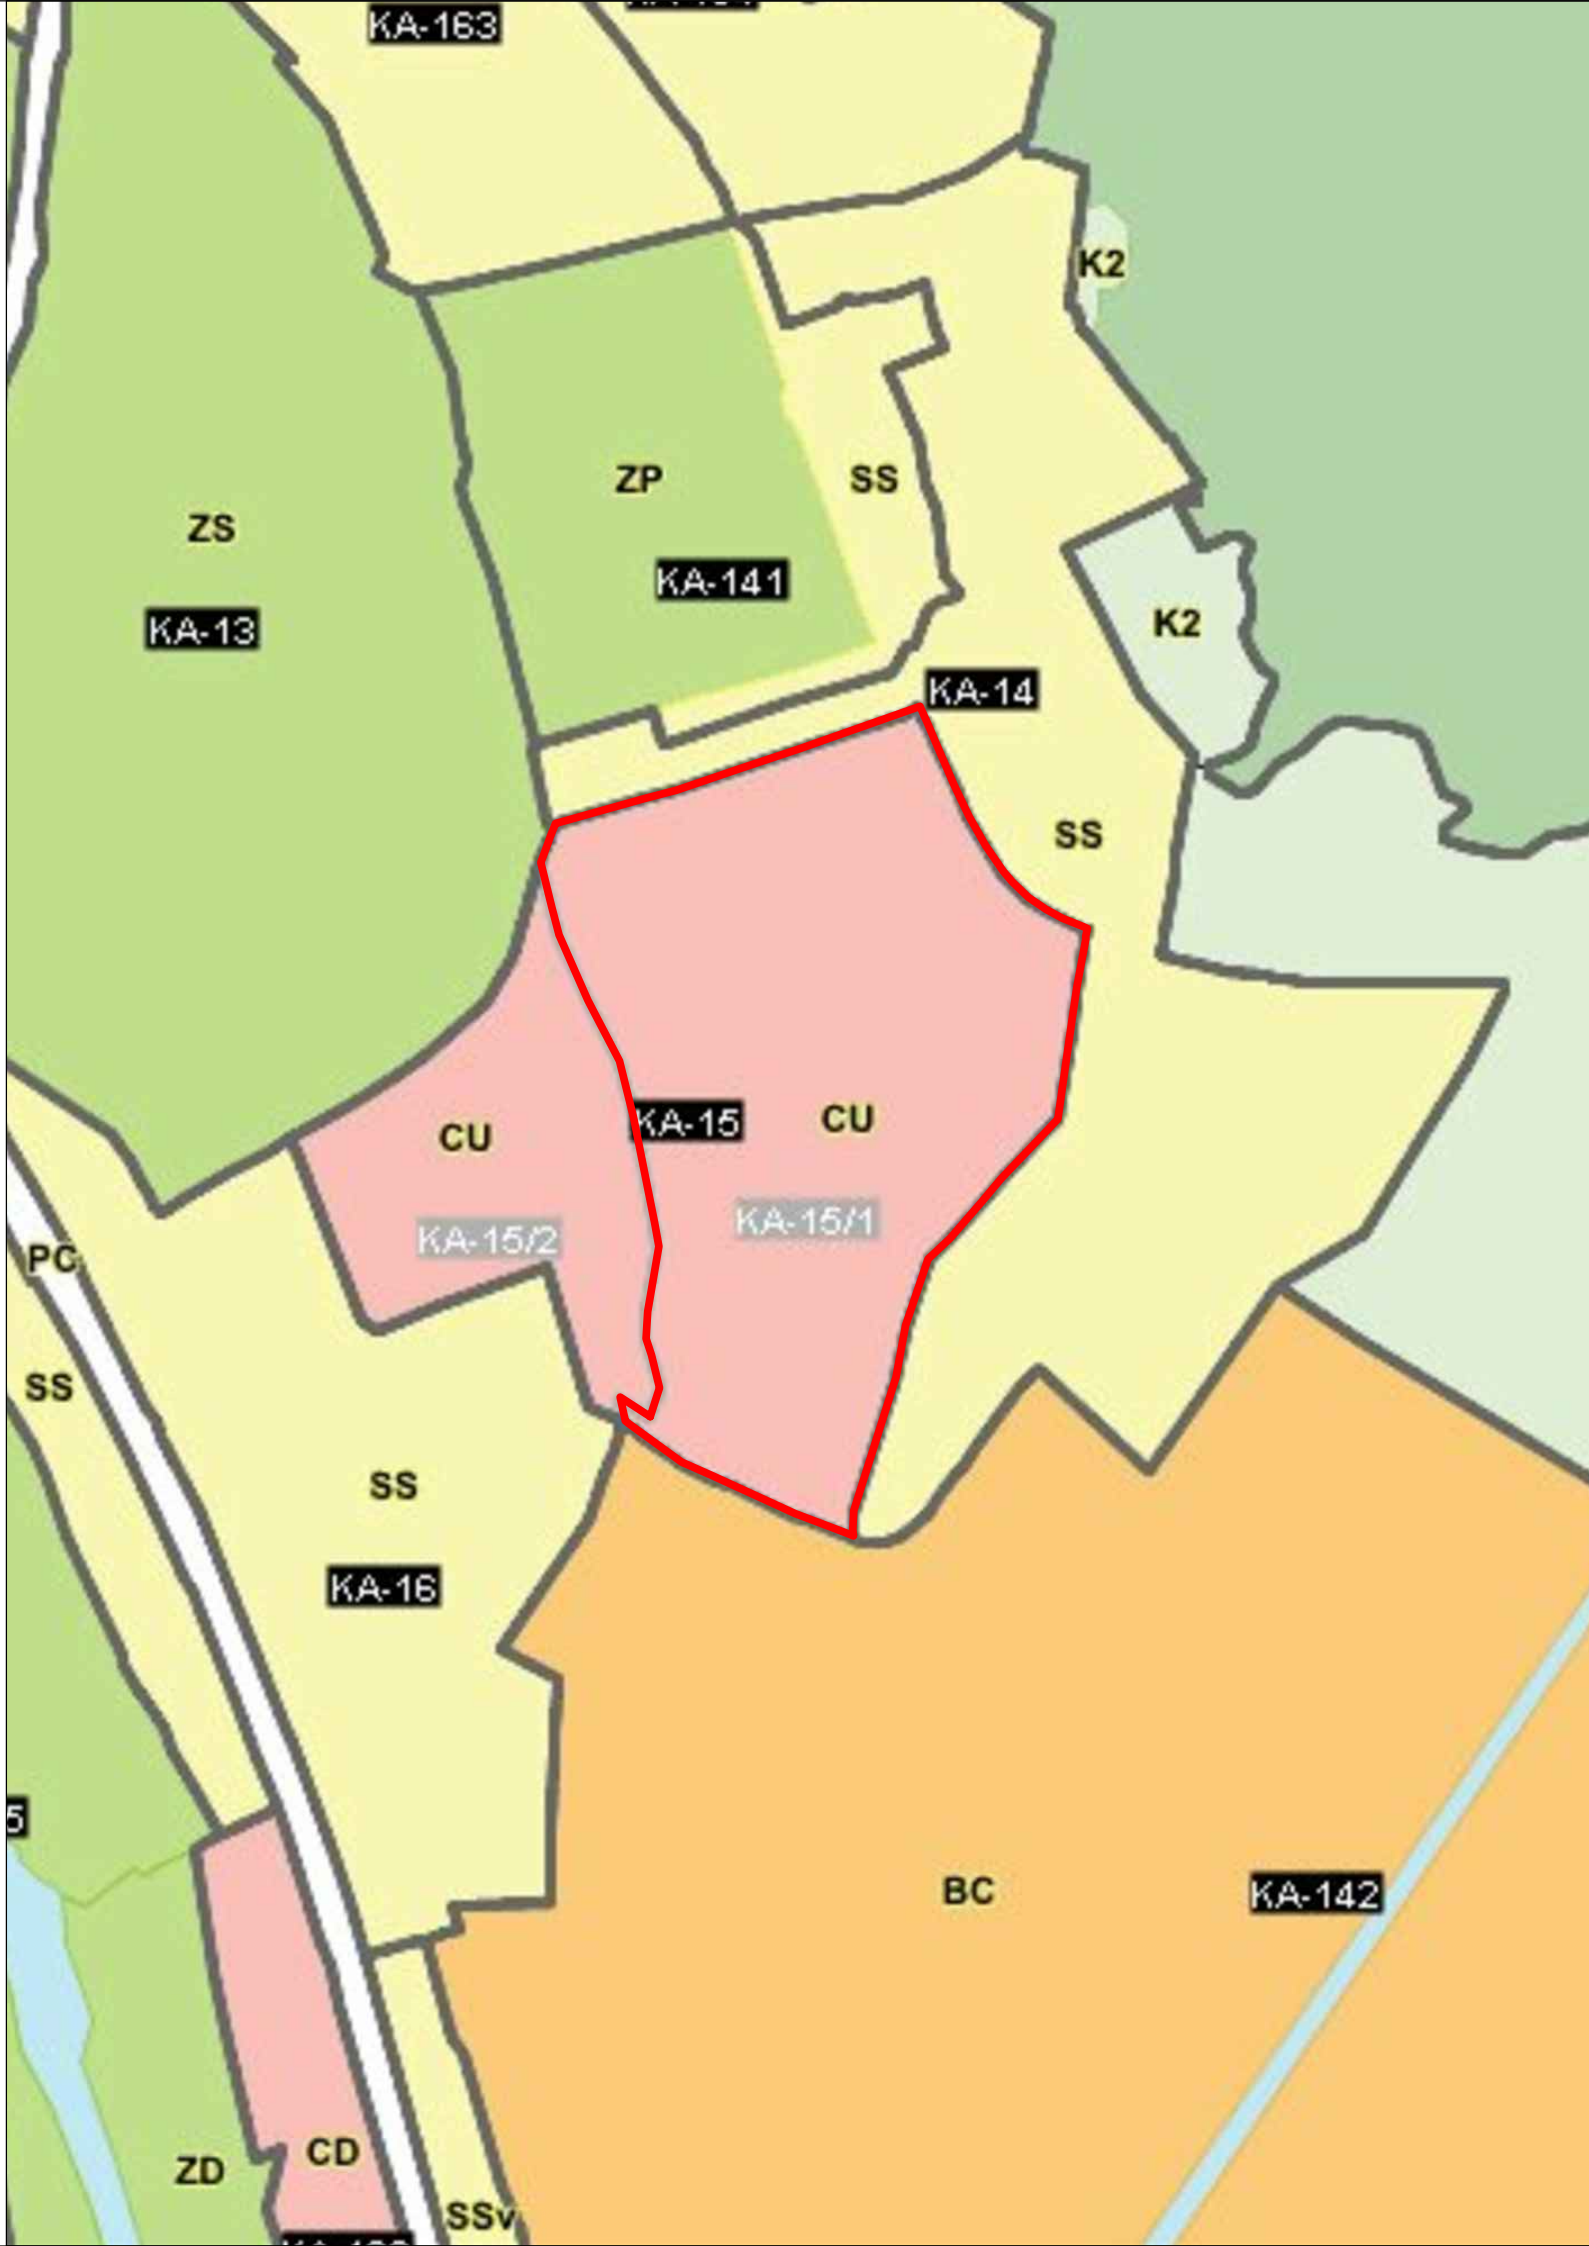 KA-163
K2
ZP
SS
ZS
KA-141
KA-13
K2
KA-14
SS
KA-15
CU
CU
KA-15/1
KA-15/2
PC
SS
SS
KA-16
5
BC
KA-142
CD
ZD
SSv